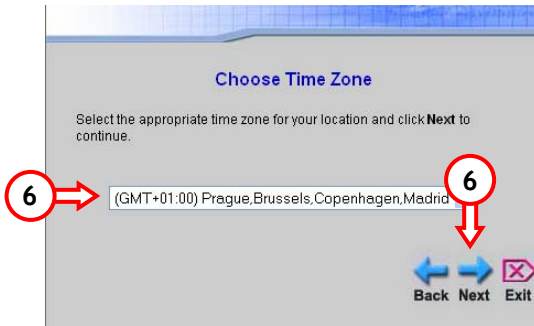 Choose Time Zone
Select the appropriate time zone for your location and click Next to
continue.
6
6
(GMT+01:00) Prague,Brussels,Copenhagen,Madrid
Back Next Exit